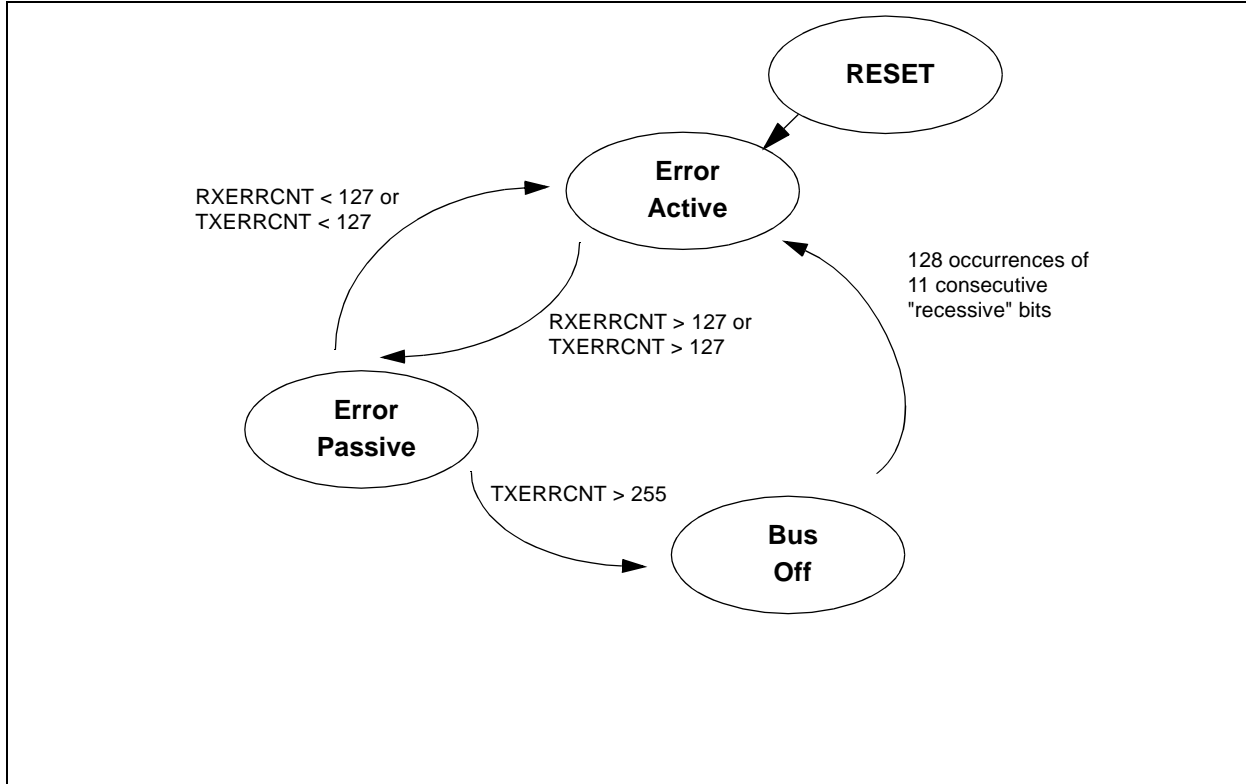 RESET
Error
Active
RXERRCNT < 127 or
TXERRCNT < 127
128 occurrences of
11 consecutive
"recessive" bits
RXERRCNT > 127 or
TXERRCNT > 127
Error
Passive
TXERRCNT > 255
Bus
Off